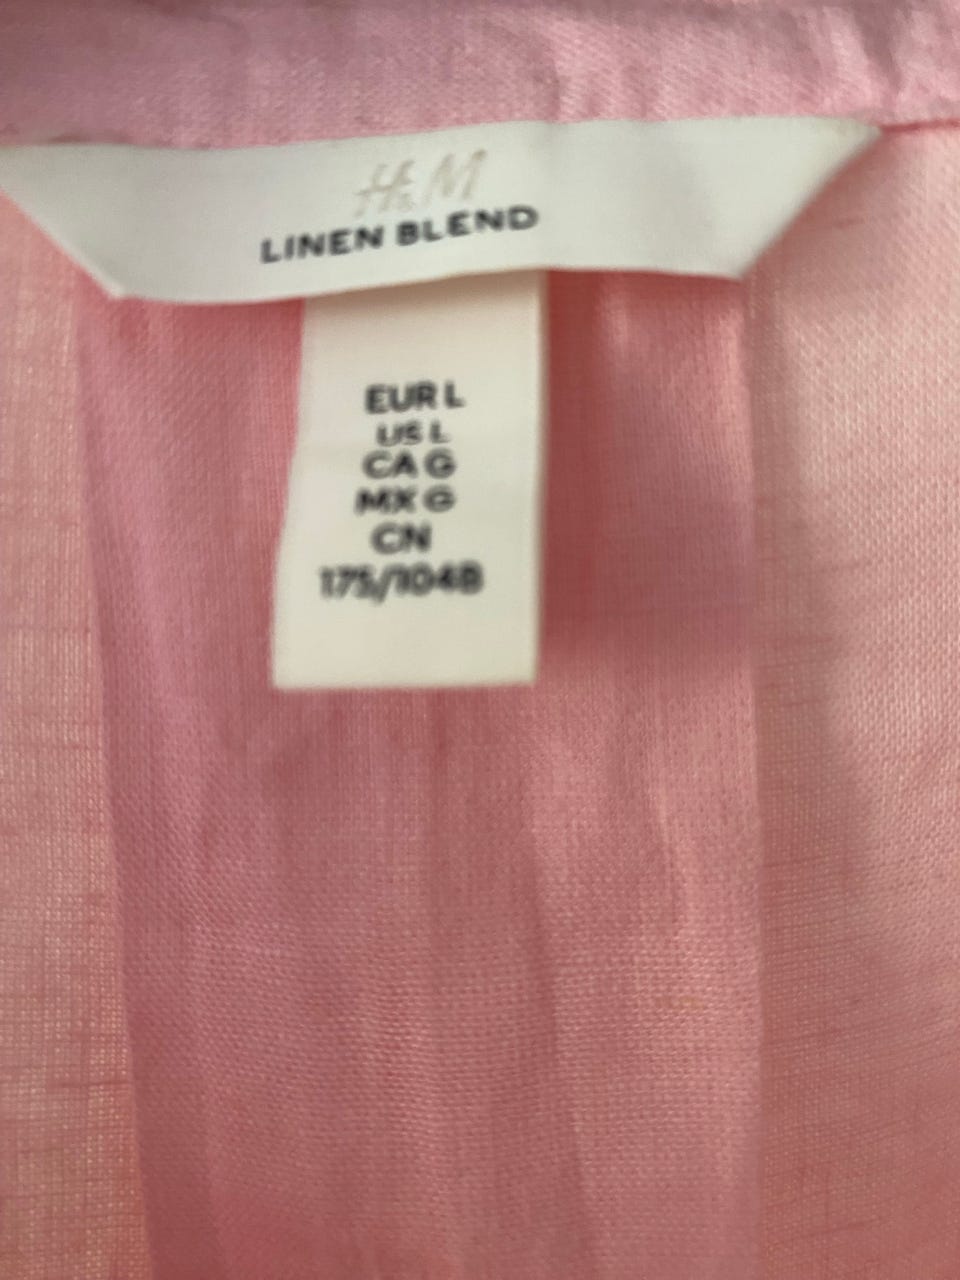 H&M
LINEN BLEND
EUR L
US L
CA G
MX G
CN
175/104B